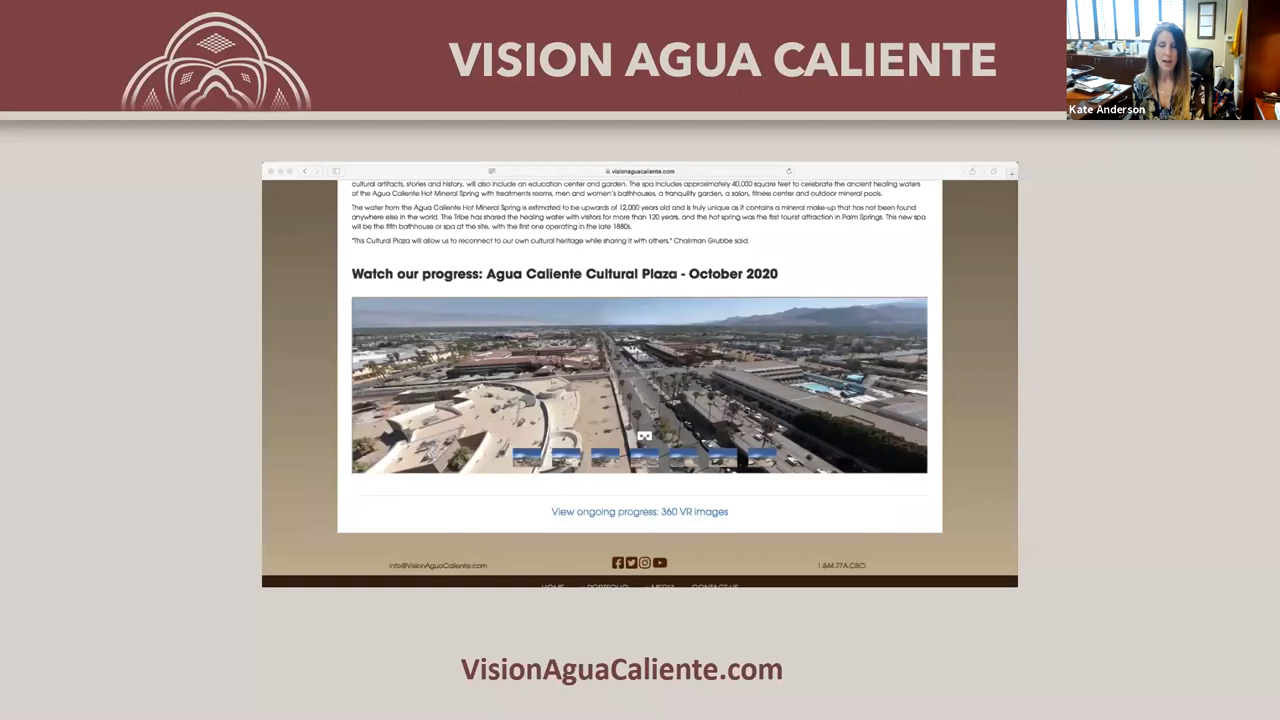 VISION AGUA CALIENTE
Kate Anderson
visionaguacaliente.com
cultural artifacts, stories and history, will also include an education center and garden. The spa includes approximately 40,000 square feet to celebrate the ancient healing waters
of the Agua Caliente Hot Mineral Spring with treatments rooms, men and women's bathhouses, a tranquility garden, a salon, fitness center and outdoor mineral pools.
The water from the Agua Caliente Hot Mineral Spring is estimated to be upwards of 12,000 years old and is truly unique as it contains a mineral make-up that has not been found
anywhere else in the world. The Tribe has shared the healing water with visitors for more than 120 years, and the hot spring was the first tourist attraction in Palm Springs. This new spa
will be the fifth bathhouse or spa at the site, with the first one operating in the late 1880s.
"This Cultural Plaza will allow us to reconnect to our own cultural heritage while sharing it with others," Chairman Grubbe said.
Watch our progress: Agua Caliente Cultural Plaza - October 2020
View ongoing progress: 360 VR images
info@VisionAguaCaliente.com
1.844.77A.CBCI
HOME PORTFOLIO MEDIA CONTACT US
VisionAguaCaliente.com